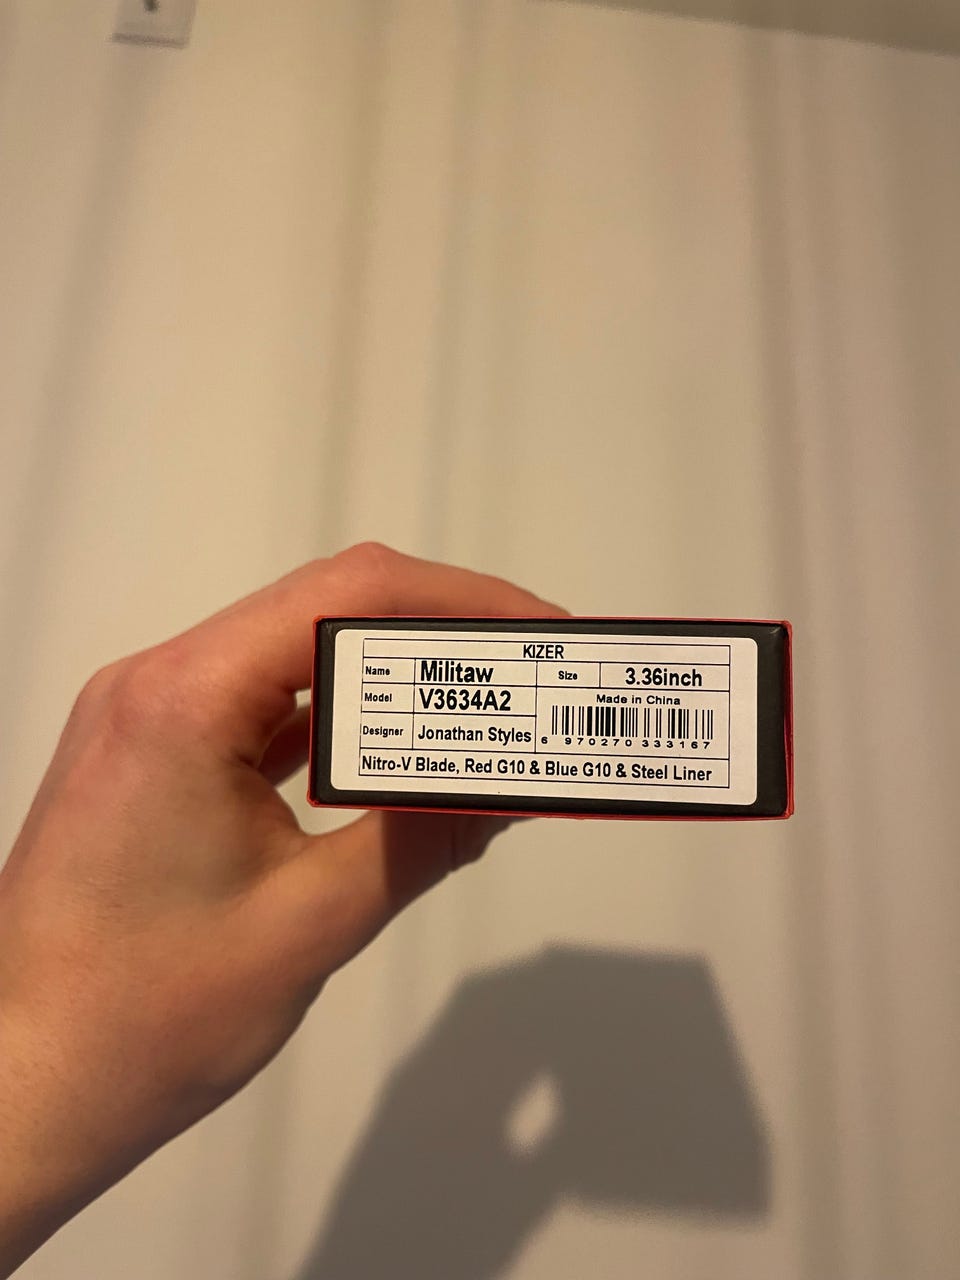 KIZER
Name Militaw Size 3.36inch
Model V3634A2 Made in China
Designer Jonathan Styles 6 970270 333167
Nitro-V Blade, Red G10 & Blue G10 & Steel Liner